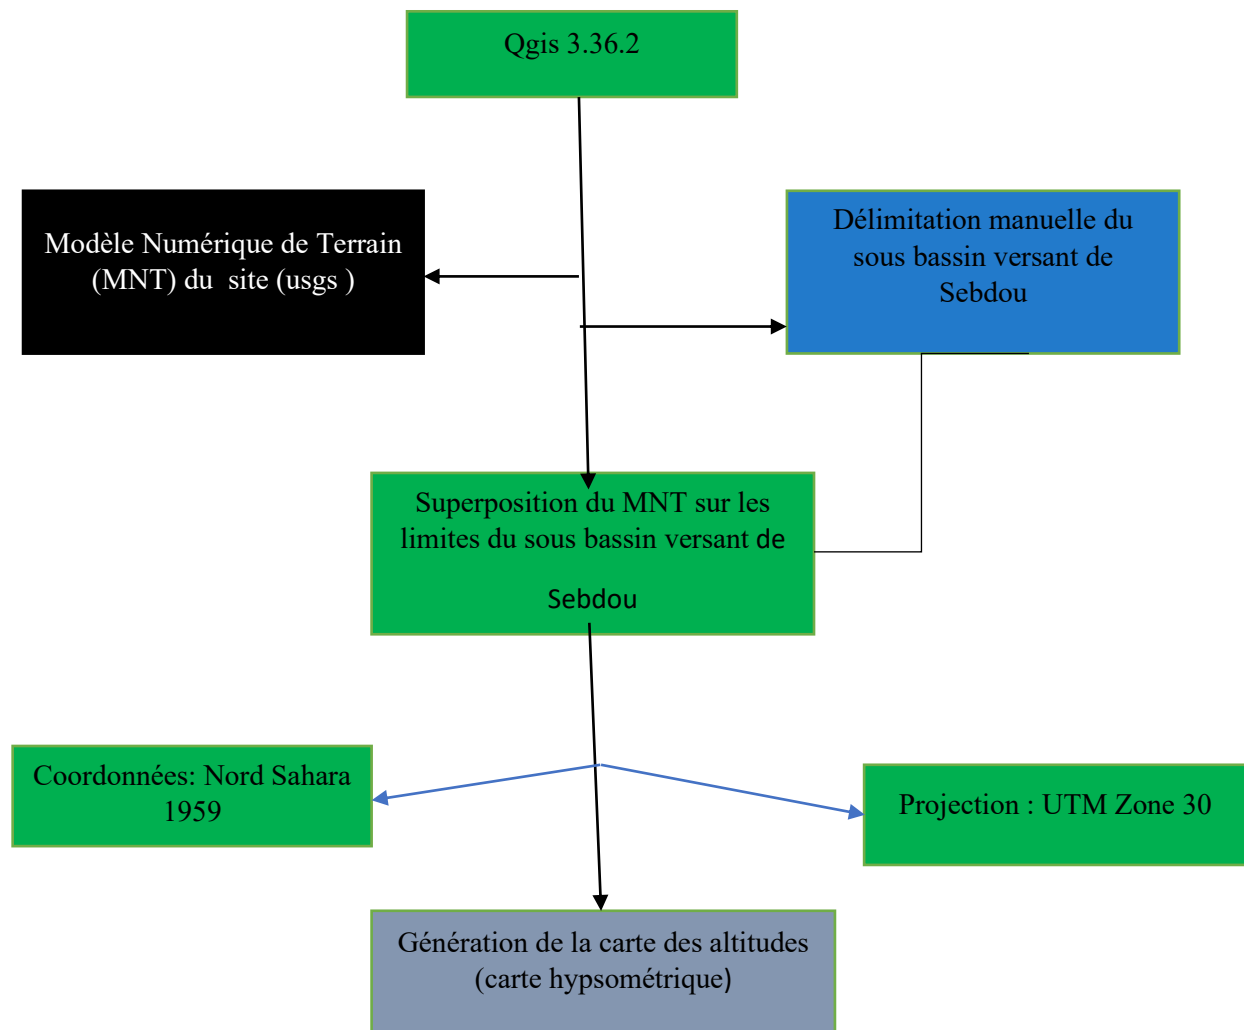 Qgis 3.36.2
Modèle Numérique de Terrain
(MNT) du  site (usgs )
Délimitation manuelle du
sous bassin versant de
Sebdou
Superposition du MNT sur les
limites du sous bassin versant de
Sebdou
Coordonnées: Nord Sahara
1959
Projection : UTM Zone 30
Génération de la carte des altitudes
(carte hypsométrique)